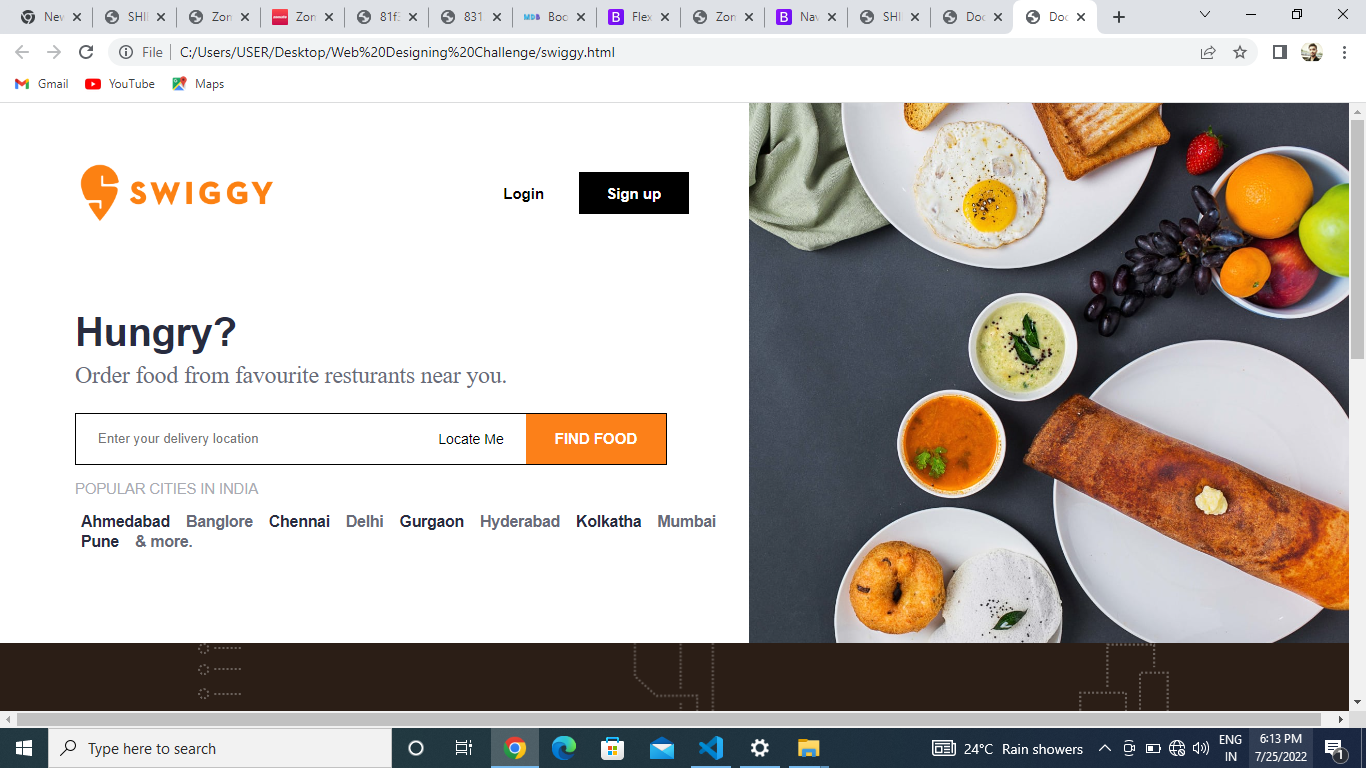 New
SHI
Zon
Zon
81f
831
MDB Boc
B Flex
Zon
B Nav
SHI
Doc
Doc
File C:/Users/USER/Desktop/Web%20Designing%20Challenge/swiggy.html
Gmail YouTube Maps
SWIGGY
Login Sign up
Hungry?
Order food from favourite resturants near you.
Enter your delivery location Locate Me FIND FOOD
POPULAR CITIES IN INDIA
Ahmedabad Banglore Chennai Delhi Gurgaon Hyderabad Kolkatha Mumbai
Pune & more.
Type here to search
24°C Rain showers
ENG
IN
6:13 PM
7/25/2022
1